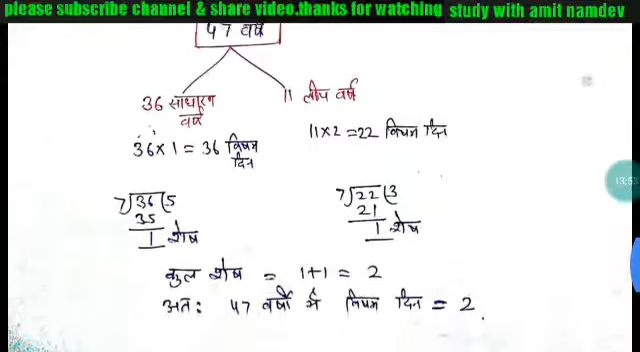 please subscribe channel & share video.thanks for watching study with amit namdev
47 वर्ष
36 साधारण वर्ष
11 लीप वर्ष
36 × 1 = 36 विषम दिन
11 × 2 = 22 विषम दिन
7)36(5
35
1 शेष
7)22(3
21
1 शेष
13:53
कुल शेष = 1+1 = 2
अतः 47 वर्षों में विषम दिन = 2.